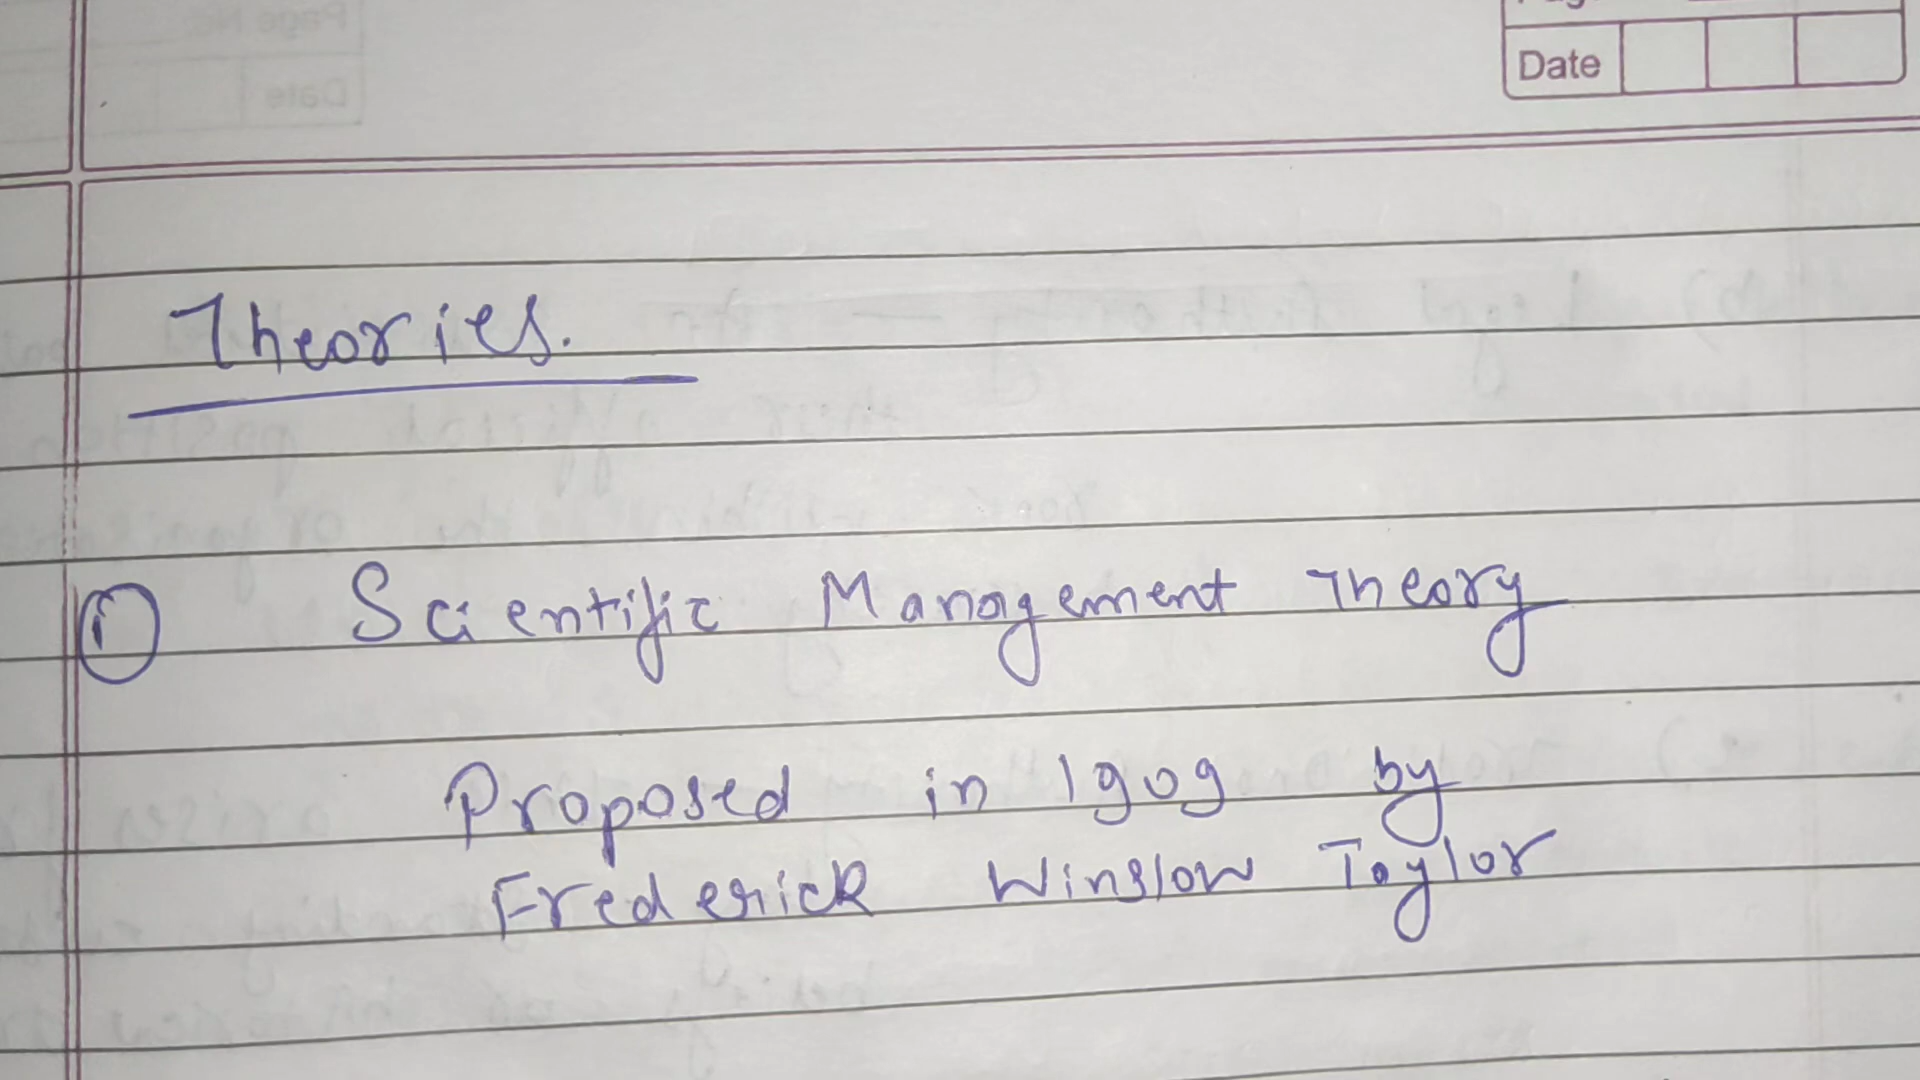 Date
Theories.
① Scientific Management Theory
Proposed in 1909 by
Frederick Winslow Taylor